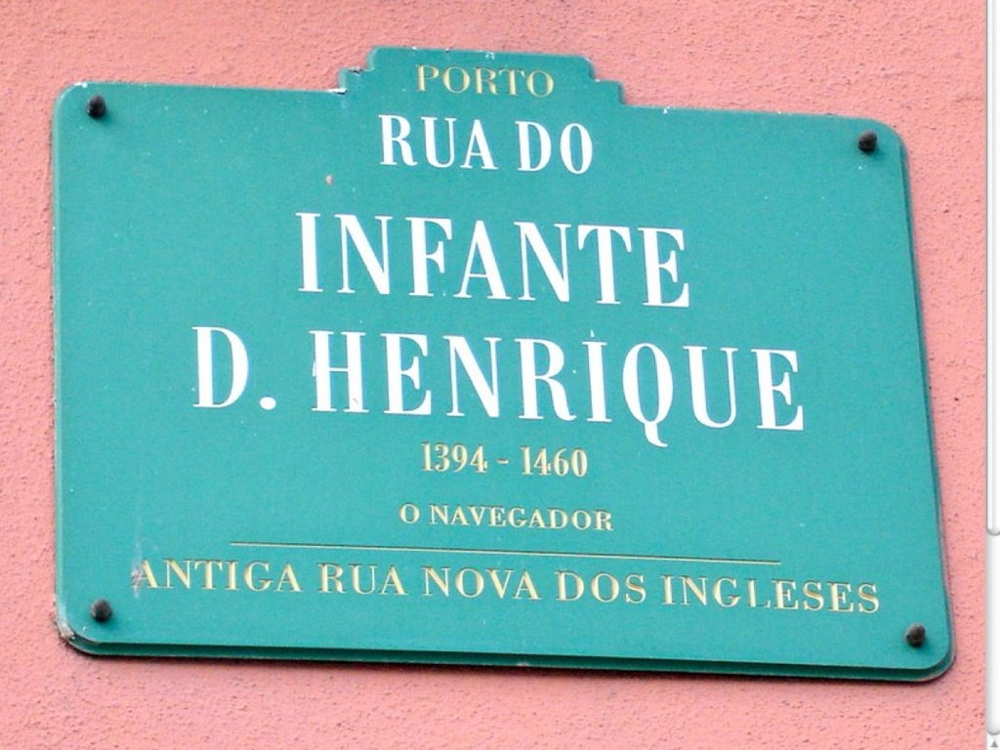 PORTO
RUA DO
INFANTE
D. HENRIQUE
1394 - 1460
O NAVEGADOR
ANTIGA RUA NOVA DOS INGLESES